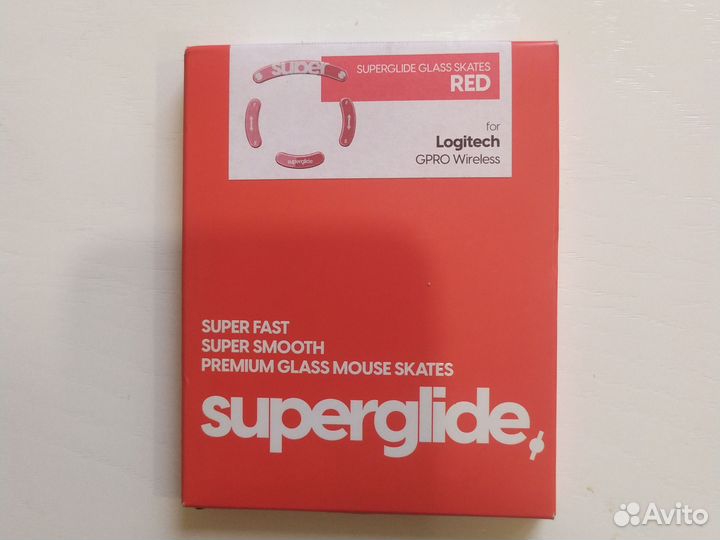 super
SUPERGLIDE GLASS SKATES
RED
superglide
for
Logitech
GPRO Wireless
SUPER FAST
SUPER SMOOTH
PREMIUM GLASS MOUSE SKATES
superglide
Avito